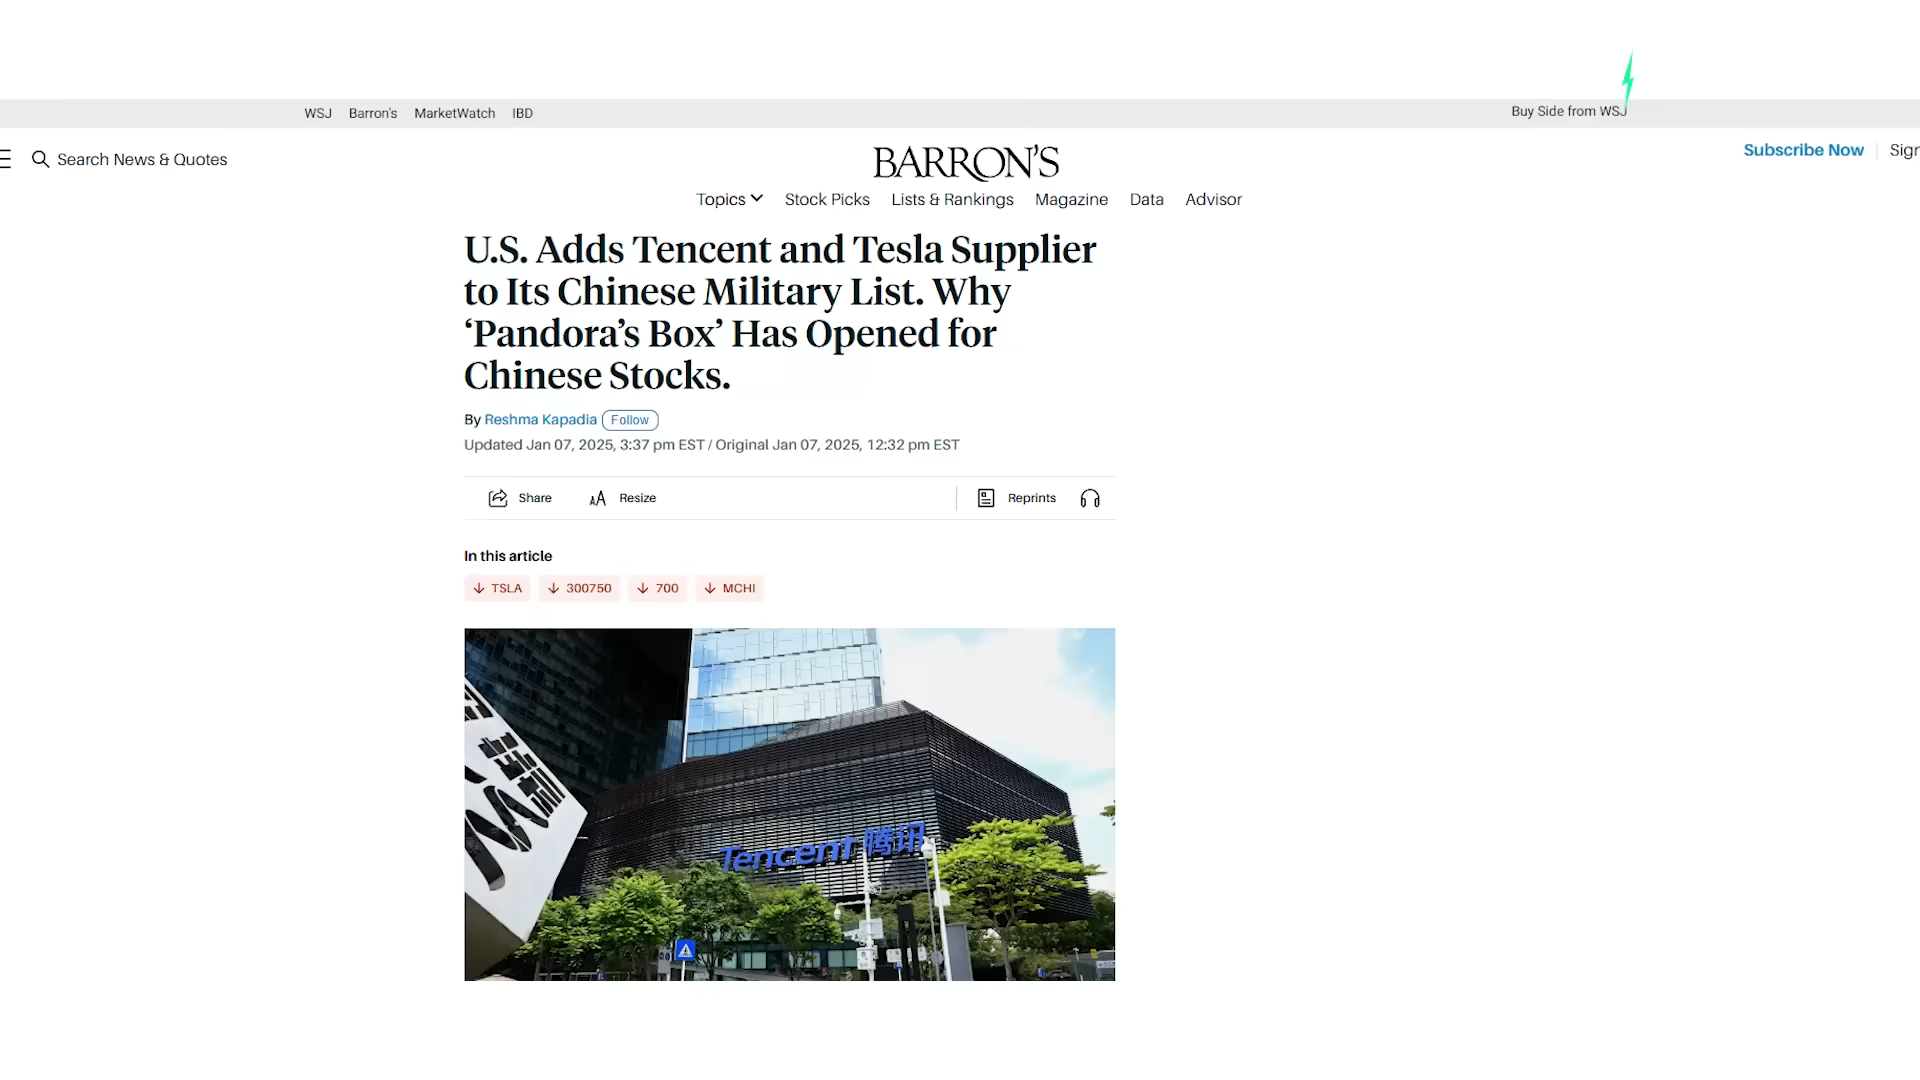 WSJ Barron's MarketWatch IBD
Buy Side from WSJ
Search News & Quotes
BARRON'S
Subscribe Now
Topics Stock Picks Lists & Rankings Magazine Data Advisor
U.S. Adds Tencent and Tesla Supplier
to Its Chinese Military List. Why
‘Pandora’s Box’ Has Opened for
Chinese Stocks.
By Reshma Kapadia Follow
Updated Jan 07, 2025, 3:37 pm EST / Original Jan 07, 2025, 12:32 pm EST
Share Resize Reprints
In this article
TSLA 300750 700 MCHI
Tencent 腾讯